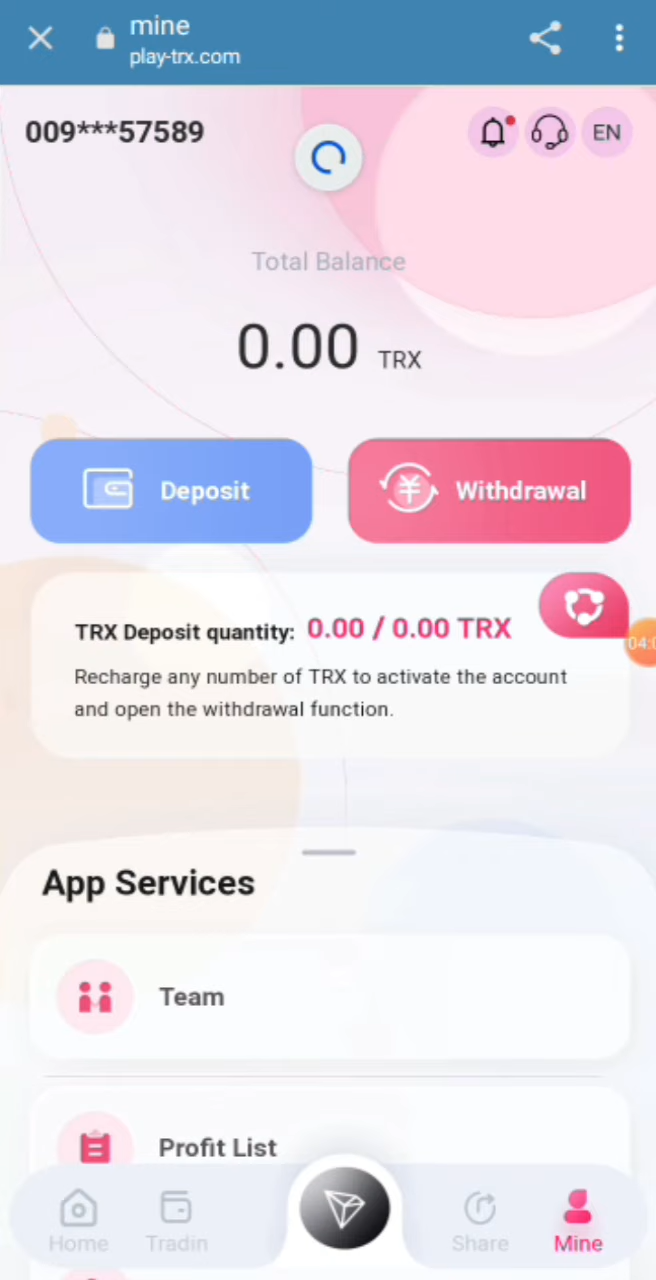 mine
play-trx.com
009***57589
EN
Total Balance
0.00 TRX
Deposit
Withdrawal
TRX Deposit quantity: 0.00 / 0.00 TRX
Recharge any number of TRX to activate the account
and open the withdrawal function.
App Services
Team
Profit List
Home
Tradin
Share
Mine